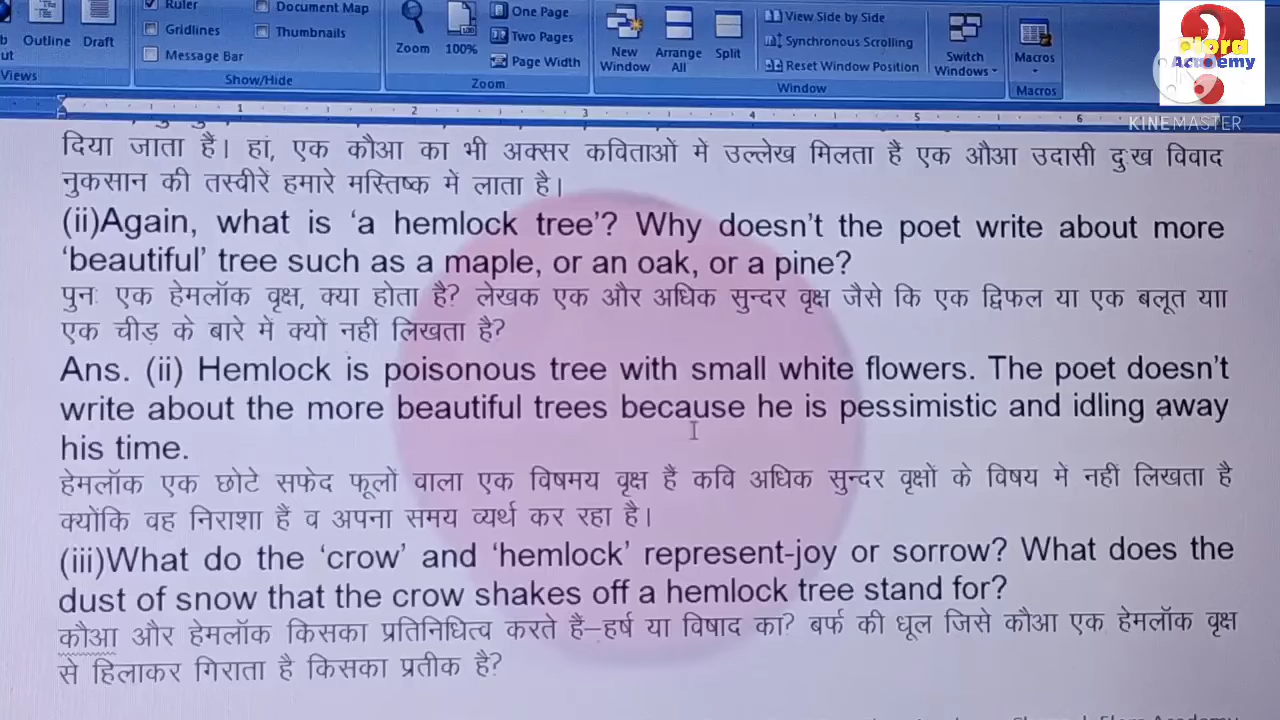 Ruler
Document Map
One Page
Outline
Draft
Gridlines
Thumbnails
Zoom
100%
Two Pages
New Window
Arrange All
Split
View Side by Side
Synchronous Scrolling
Reset Window Position
Switch Windows
Macros
Message Bar
Page Width
Views
Show/Hide
Zoom
Window
Macros
Flora
Academy
KINEMASTER
1 2 3 4 5 6
दिया जाता है। हां, एक कौआ का भी अक्सर कविताओं में उल्लेख मिलता है एक औआ उदासी दुःख विवाद
नुकसान की तस्वीरें हमारे मस्तिष्क में लाता है।
(ii)Again, what is ‘a hemlock tree’? Why doesn’t the poet write about more
‘beautiful’ tree such as a maple, or an oak, or a pine?
पुनः एक हेमलॉक वृक्ष, क्या होता है? लेखक एक और अधिक सुन्दर वृक्ष जैसे कि एक द्विफल या एक बलूत याा
एक चीड़ के बारे में क्यों नहीं लिखता है?
Ans. (ii) Hemlock is poisonous tree with small white flowers. The poet doesn’t
write about the more beautiful trees because he is pessimistic and idling away
his time.
हेमलॉक एक छोटे सफेद फूलों वाला एक विषमय वृक्ष है कवि अधिक सुन्दर वृक्षों के विषय मे नहीं लिखता है
क्योंकि वह निराशा है व अपना समय व्यर्थ कर रहा है।
(iii)What do the ‘crow’ and ‘hemlock’ represent-joy or sorrow? What does the
dust of snow that the crow shakes off a hemlock tree stand for?
कौआ और हेमलॉक किसका प्रतिनिधित्व करते हैं–हर्ष या विषाद का? बर्फ की धूल जिसे कौआ एक हेमलॉक वृक्ष
से हिलाकर गिराता है किसका प्रतीक है?